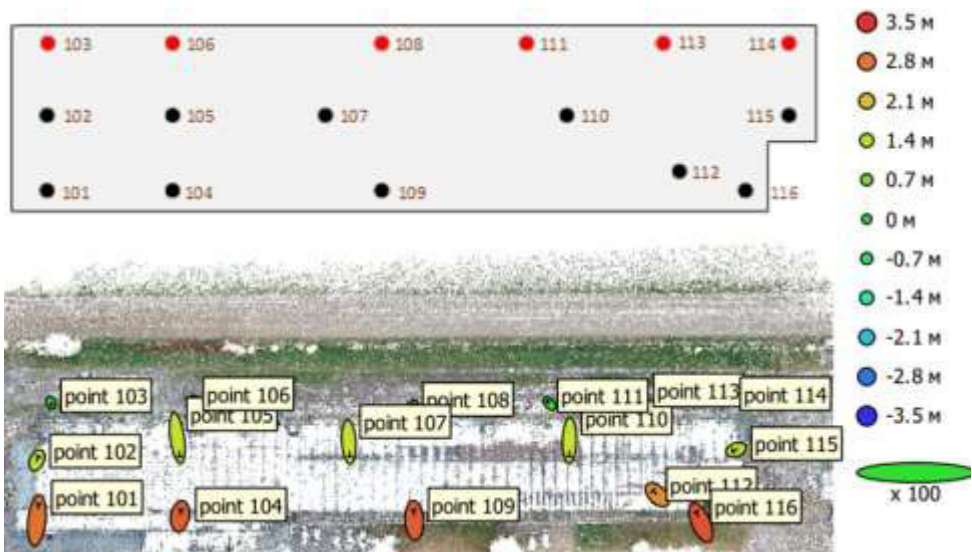 103 106 108 111 113 114
102 105 107 110 115
112
101 104 109 116
3.5 м
2.8 м
2.1 м
1.4 м
0.7 м
0 м
-0.7 м
-1.4 м
-2.1 м
-2.8 м
-3.5 м
x 100
point 103
point 106
point 105
point 108
point 111
point 113
point 114
point 107
point 110
point 102
point 115
point 101
point 104
point 109
point 112
point 116